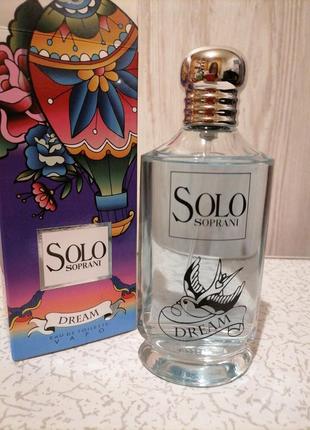 SOLO
SOPRANI
DREAM
EAU DE TOILETTE
VAPO
SOLO
SOPRANI
DREAM